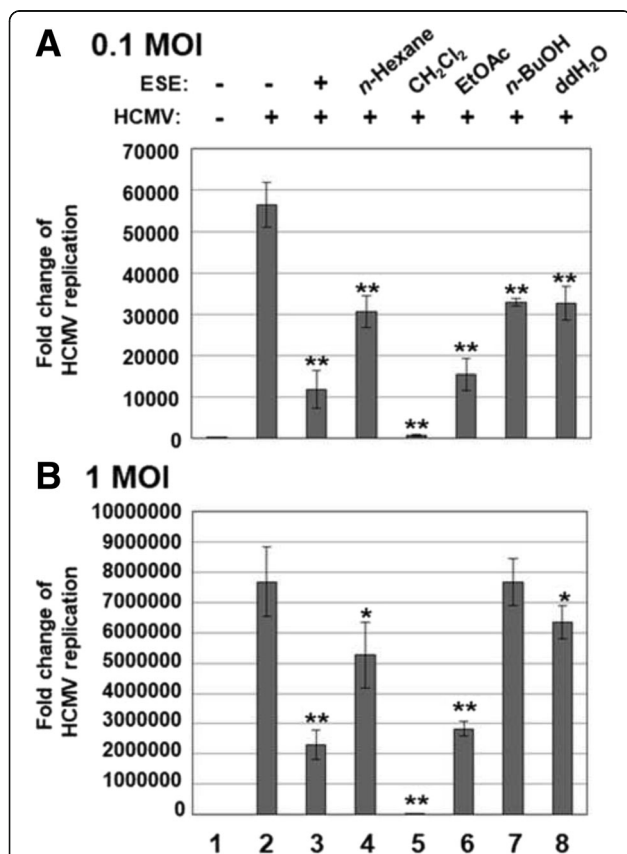 A 0.1 MOI
ESE: - - + n-Hexane CH₂Cl₂ EtOAc n-BuOH ddH₂O
HCMV: - + + + + + + +
Fold change of
HCMV replication
70000
60000
50000
40000
30000
20000
10000
0
** ** ** ** ** **
B 1 MOI
Fold change of
HCMV replication
10000000
9000000
8000000
7000000
6000000
5000000
4000000
3000000
2000000
1000000
0
** * ** ** *
1 2 3 4 5 6 7 8